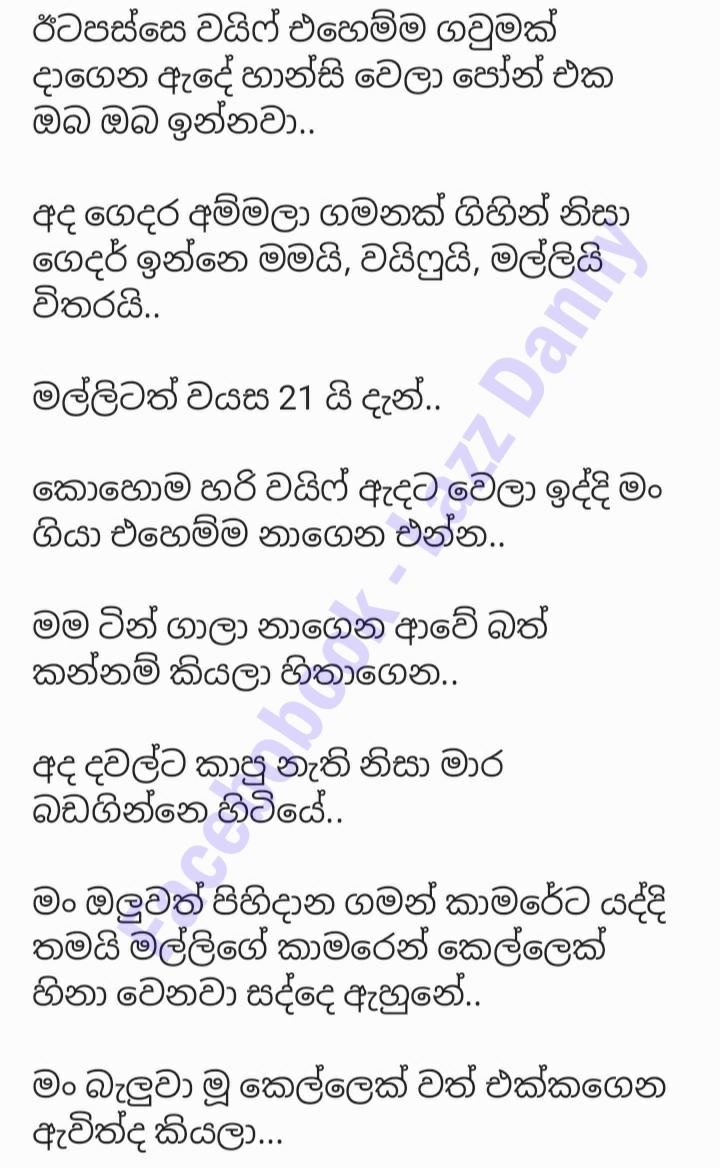 ඊටපස්සෙ වයිෆ් එහෙම්ම ගවුමක්
දාගෙන ඇඳේ හාන්සි වෙලා පෝන් එක
ඔබ ඔබ ඉන්නවා..
අද ගෙදර අම්මලා ගමනක් ගිහින් නිසා
ගෙදර් ඉන්නෙ මමයි, වයිෆුයි, මල්ලියි
විතරයි..
මල්ලිටත් වයස 21 යි දැන්..
කොහොම හරි වයිෆ් ඇඳට වෙලා ඉද්දි මං
ගියා එහෙම්ම නාගෙන එන්න..
මම ටින් ගාලා නාගෙන ආවේ බත්
කන්නම් කියලා හිතාගෙන..
අද දවල්ට කාපු නැති නිසා මාර
බඩගින්නෙ හිටියේ..
මං ඔලුවත් පිහිදාන ගමන් කාමරේට යද්දි
තමයි මල්ලිගේ කාමරෙන් කෙල්ලෙක්
හිනා වෙනවා සද්දෙ ඇහුනේ..
මං බැලුවා මූ කෙල්ලෙක් වත් එක්කගෙන
ඇවිත්ද කියලා...
Facebobook - Lazz Danny